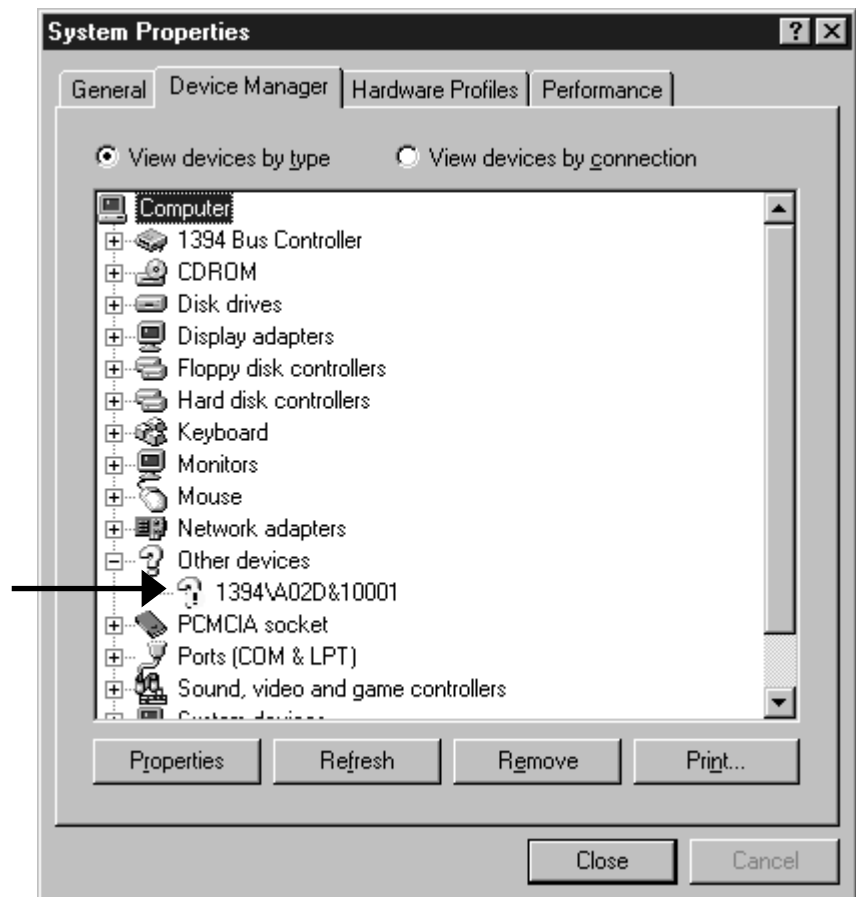 System Properties
General Device Manager Hardware Profiles Performance
View devices by type View devices by connection
Computer
1394 Bus Controller
CDROM
Disk drives
Display adapters
Floppy disk controllers
Hard disk controllers
Keyboard
Monitors
Mouse
Network adapters
Other devices
1394\A02D&10001
PCMCIA socket
Ports (COM & LPT)
Sound, video and game controllers
System devices
Properties Refresh Remove Print...
Close Cancel